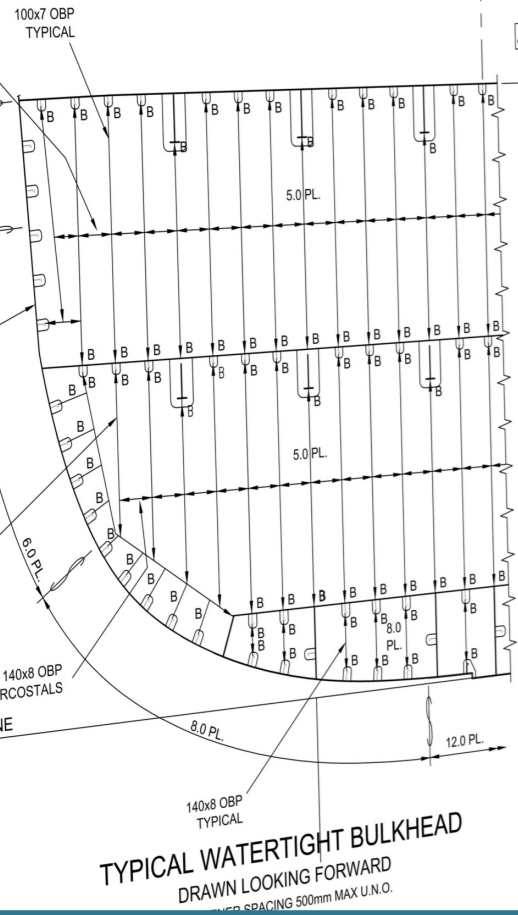 100x7 OBP
TYPICAL
B B B B B B B B B B B B B B B
5.0 PL.
B B B B B B B B B B B B B B
B B B B B B B B B B B B B B
B
B
B
B
5.0 PL.
B
B
B
B
6.0 PL.
B B B B B B B B
B B B B B B
8.0
PL.
B B B B B B
140x8 OBP
RCOSTALS
NE
8.0 PL.
12.0 PL.
140x8 OBP
TYPICAL
TYPICAL WATERTIGHT BULKHEAD
DRAWN LOOKING FORWARD
SPACING 500mm MAX U.N.O.